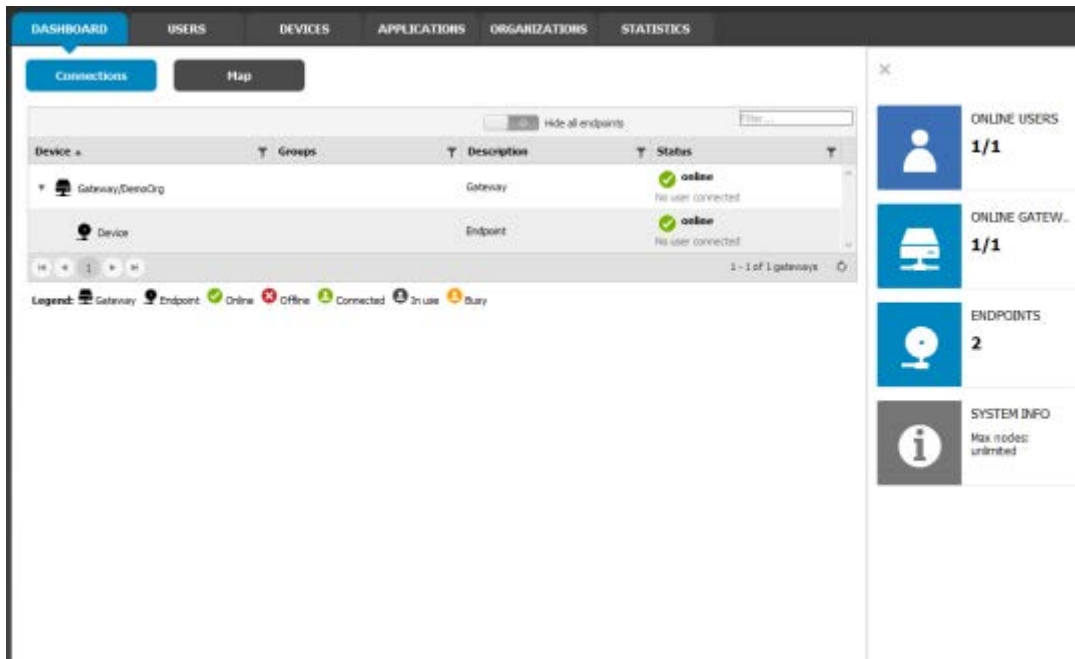 DASHBOARD USERS DEVICES APPLICATIONS ORGANIZATIONS STATISTICS
Connections Map
Hide all endpoints Filter...
Device Groups Description Status
Gateway/DemoOrg Gateway online
No user connected
Device Endpoint online
No user connected
1 1 - 1 of 1 gateways
Legend: Gateway Endpoint Online Offline Connected In use Busy
ONLINE USERS
1/1
ONLINE GATEW..
1/1
ENDPOINTS
2
SYSTEM INFO
Max nodes:
unlimited